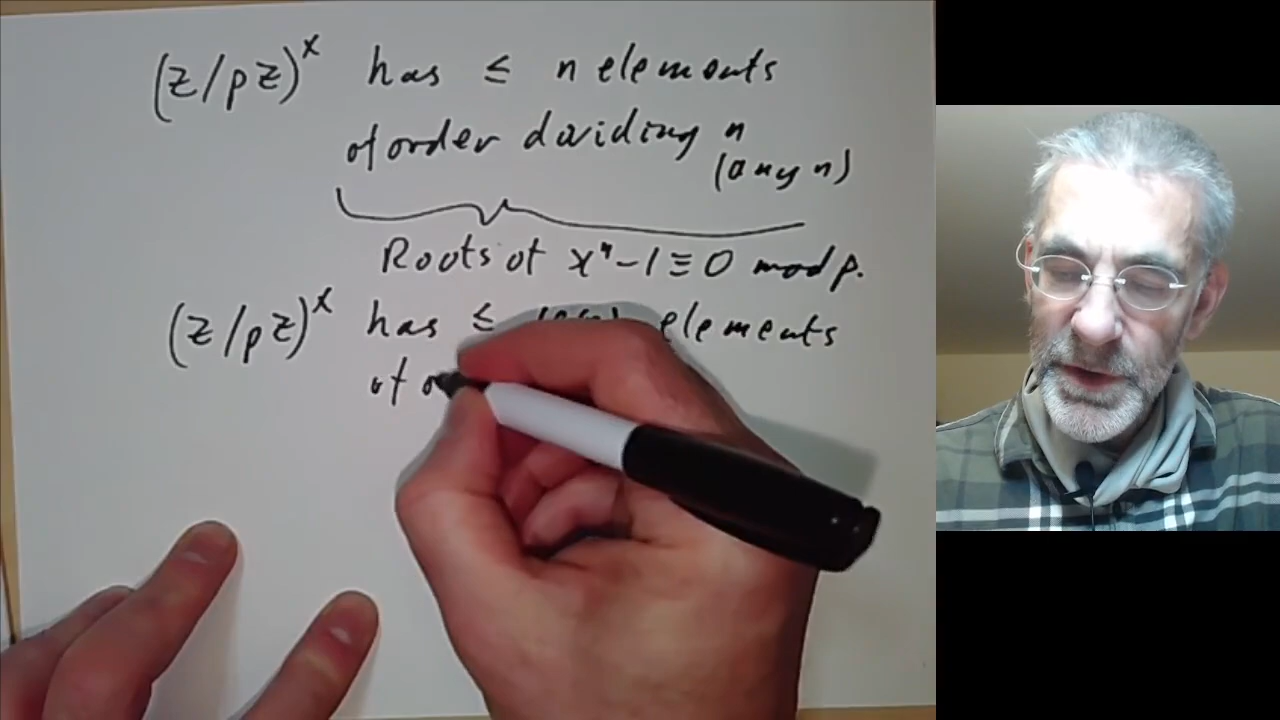 (Z/pZ)^x has ≤ n elements
of order dividing n
(any n)
Roots of x^n-1≡0 mod p.
(Z/pZ)^x has ≤ elements
of